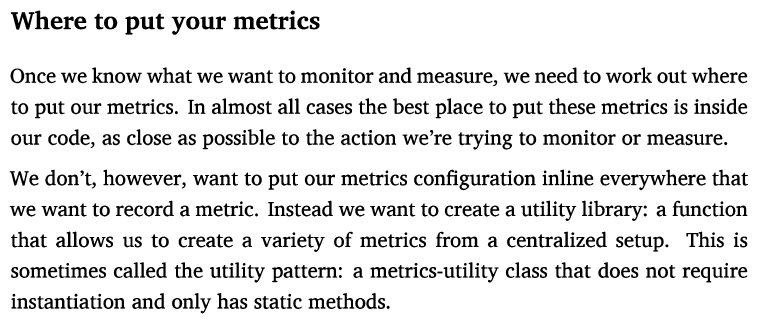 Where to put your metrics
Once we know what we want to monitor and measure, we need to work out where
to put our metrics. In almost all cases the best place to put these metrics is inside
our code, as close as possible to the action we're trying to monitor or measure.
We don't, however, want to put our metrics configuration inline everywhere that
we want to record a metric. Instead we want to create a utility library: a function
that allows us to create a variety of metrics from a centralized setup. This is
sometimes called the utility pattern: a metrics-utility class that does not require
instantiation and only has static methods.